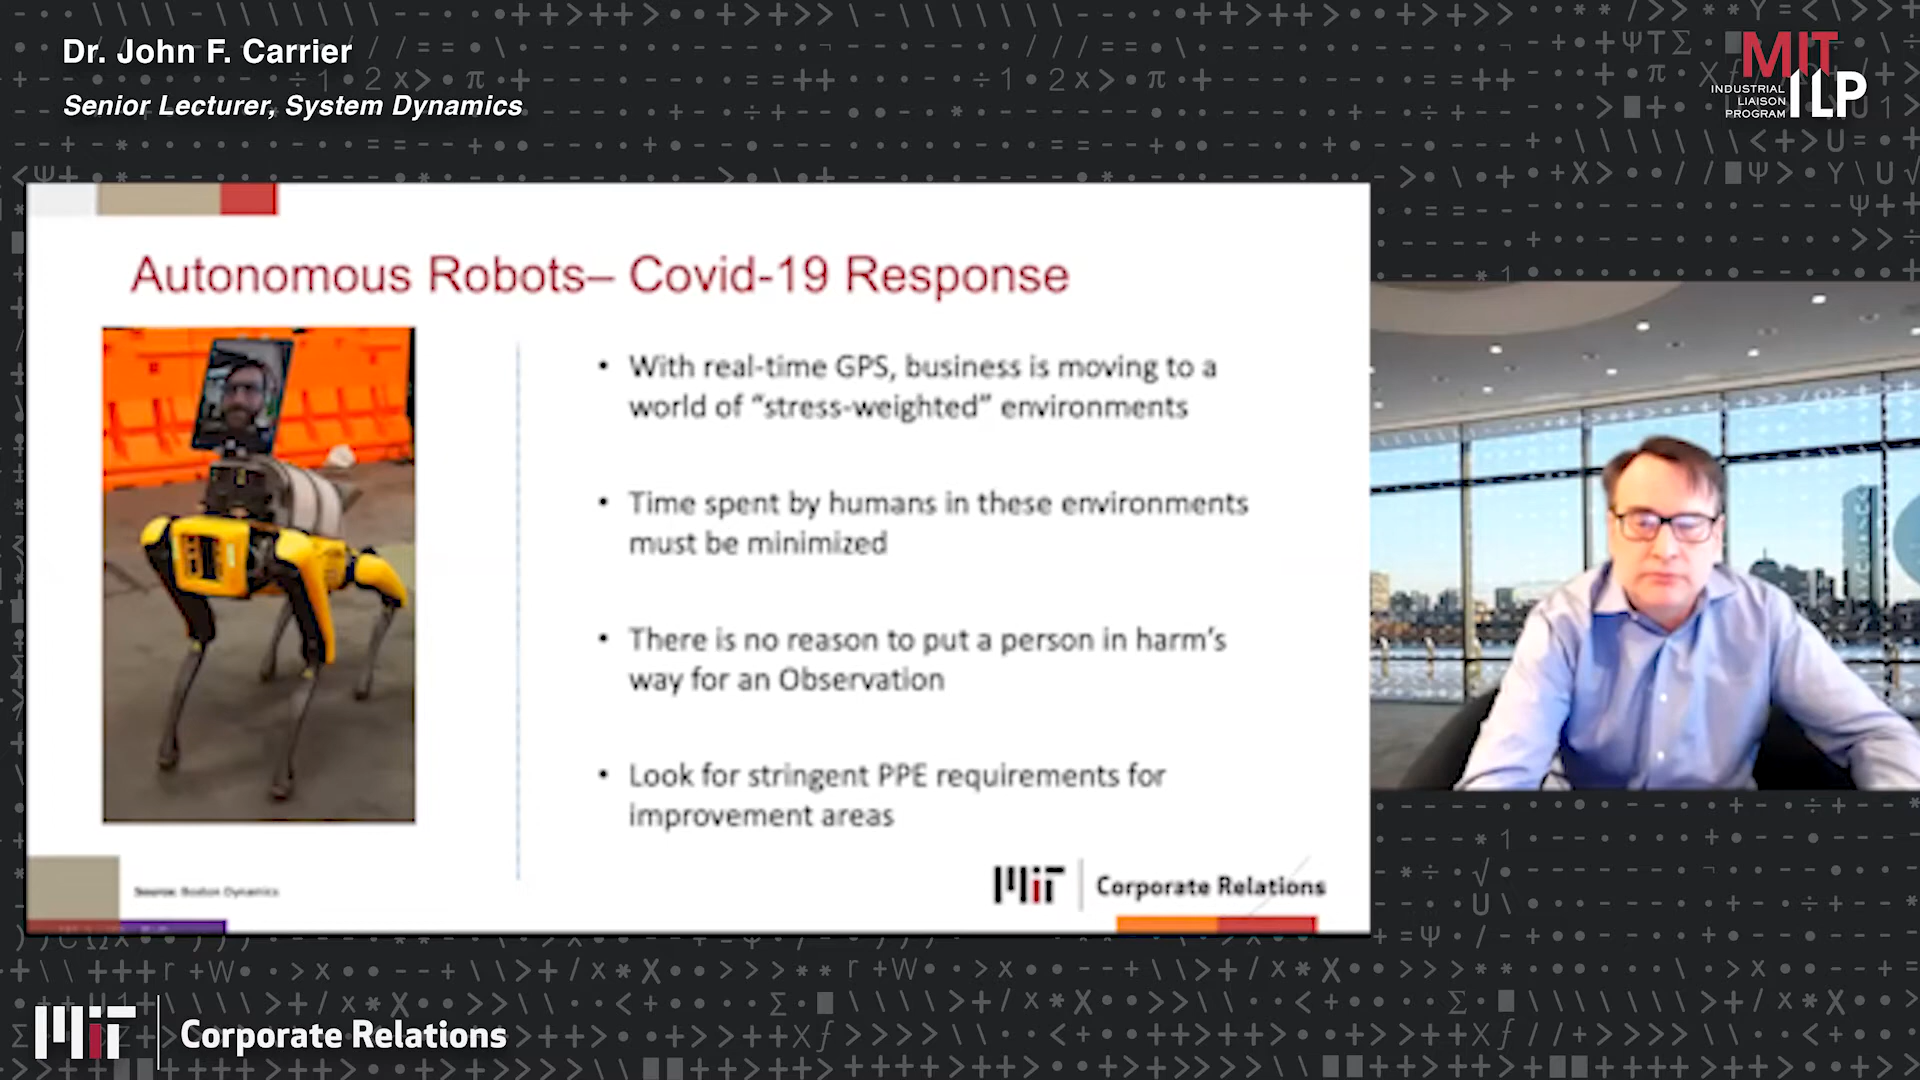 Dr. John F. Carrier
Senior Lecturer, System Dynamics
MIT
INDUSTRIAL
LIAISON
PROGRAM
ILP
Autonomous Robots– Covid-19 Response
• With real-time GPS, business is moving to a
world of “stress-weighted” environments
• Time spent by humans in these environments
must be minimized
• There is no reason to put a person in harm’s
way for an Observation
• Look for stringent PPE requirements for
improvement areas
Source: Boston Dynamics
MIT Corporate Relations
MIT Corporate Relations